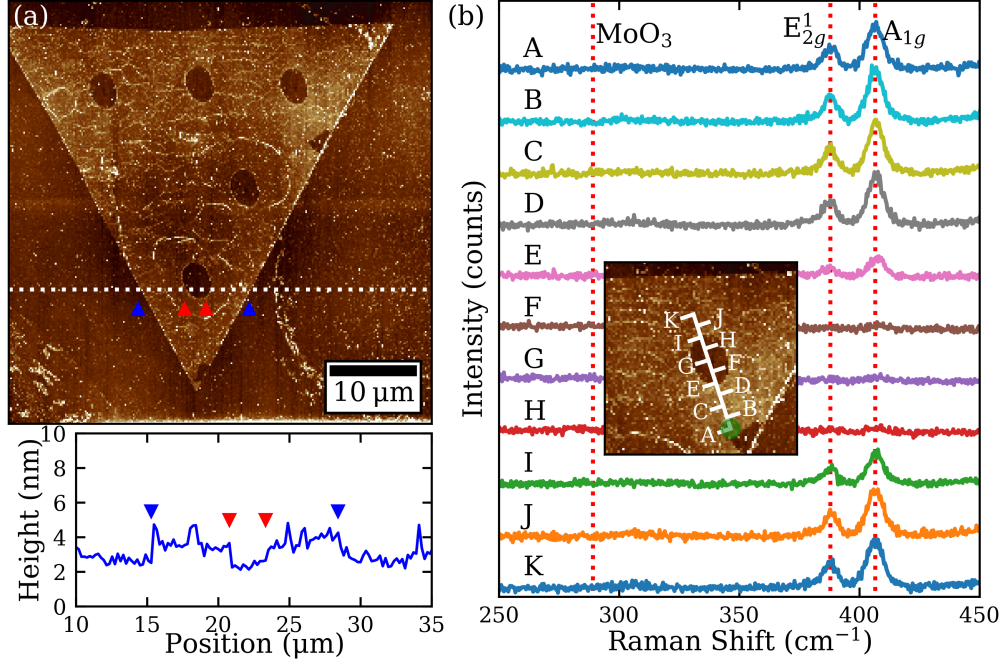 (a)
10 μm
Height (nm)
10
8
6
4
2
0
10 15 20 25 30 35
Position (μm)
(b)
Intensity (counts)
MoO₃ E¹₂g A₁g
A
B
C
D
E
F
G
H
I
J
K
K J
I H
G F
E D
C B
A
250 300 350 400 450
Raman Shift (cm⁻¹)